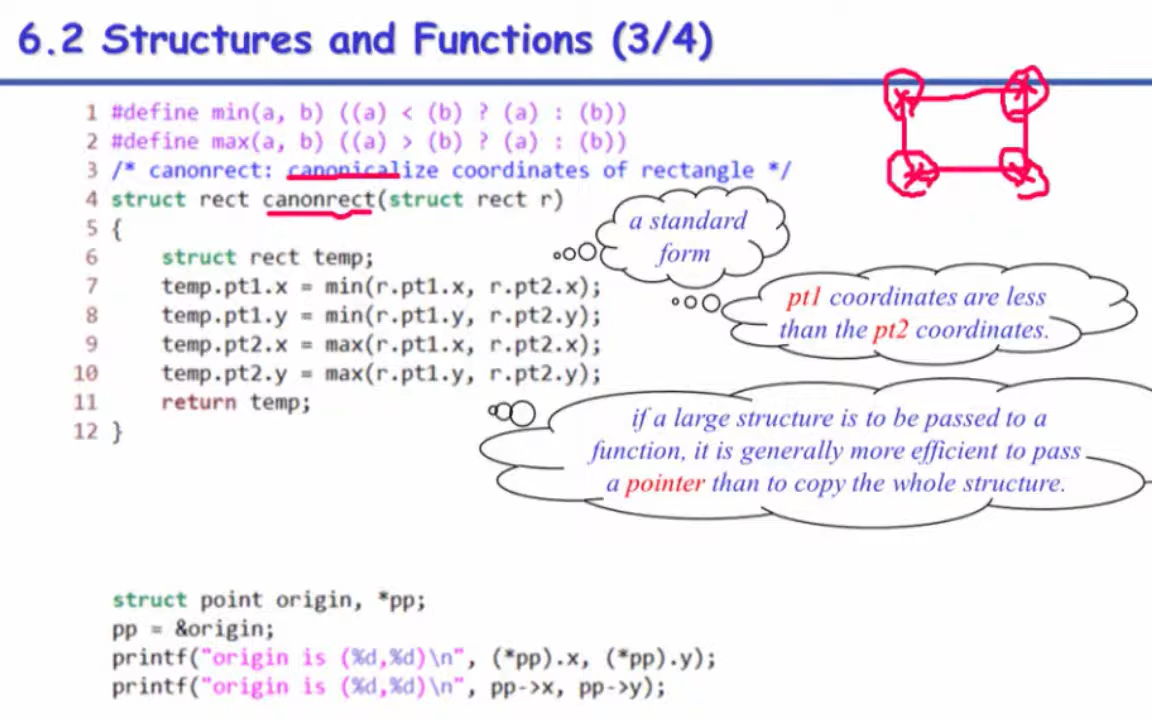 6.2 Structures and Functions (3/4)
1 #define min(a, b) ((a) < (b) ? (a) : (b))
2 #define max(a, b) ((a) > (b) ? (a) : (b))
3 /* canonrect: canonicalize coordinates of rectangle */
4 struct rect canonrect(struct rect r)
5 {
6 struct rect temp;
7 temp.pt1.x = min(r.pt1.x, r.pt2.x);
8 temp.pt1.y = min(r.pt1.y, r.pt2.y);
9 temp.pt2.x = max(r.pt1.x, r.pt2.x);
10 temp.pt2.y = max(r.pt1.y, r.pt2.y);
11 return temp;
12 }
a standard
form
pt1 coordinates are less
than the pt2 coordinates.
if a large structure is to be passed to a
function, it is generally more efficient to pass
a pointer than to copy the whole structure.
struct point origin, *pp;
pp = &origin;
printf("origin is (%d,%d)\n", (*pp).x, (*pp).y);
printf("origin is (%d,%d)\n", pp->x, pp->y);